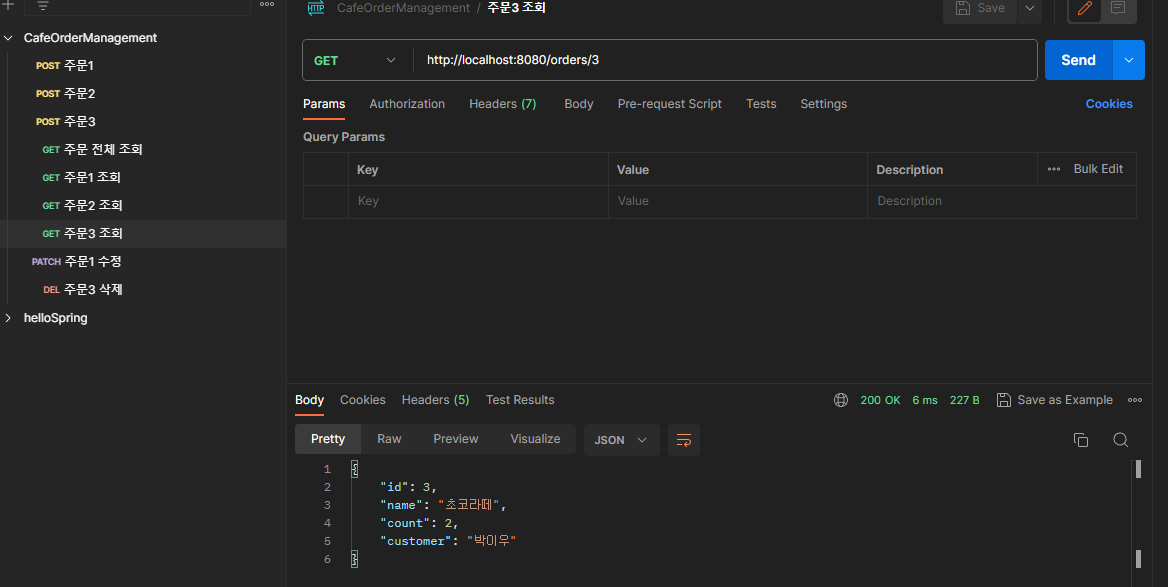 HTTP CafeOrderManagement / 주문3 조회
Save
CafeOrderManagement
POST 주문1
POST 주문2
POST 주문3
GET 주문 전체 조회
GET 주문1 조회
GET 주문2 조회
GET 주문3 조회
PATCH 주문1 수정
DEL 주문3 삭제
helloSpring
GET http://localhost:8080/orders/3
Send
Params Authorization Headers (7) Body Pre-request Script Tests Settings Cookies
Query Params
Key Value Description Bulk Edit
Key Value Description
Body Cookies Headers (5) Test Results 200 OK 6 ms 227 B Save as Example
Pretty Raw Preview Visualize JSON
1 {
2 "id": 3,
3 "name": "초코라떼",
4 "count": 2,
5 "customer": "박이우"
6 }